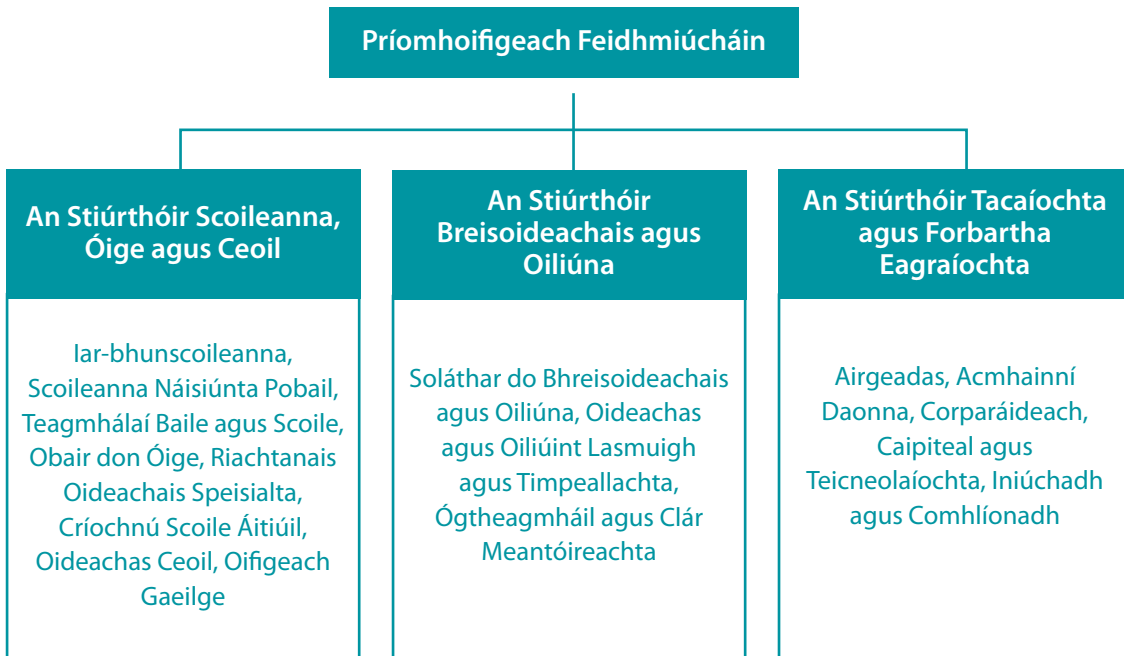 Príomhoifigeach Feidhmiúcháin
An Stiúrthóir Scoileanna,
Óige agus Ceoil
Iar-bhunscoileanna,
Scoileanna Náisiúnta Pobail,
Teagmhálaí Baile agus Scoile,
Obair don Óige, Riachtanais
Oideachais Speisialta,
Críochnú Scoile Áitiúil,
Oideachas Ceoil, Oifigeach
Gaeilge
An Stiúrthóir
Breisoideachais agus
Oiliúna
Soláthar do Bhreisoideachais
agus Oiliúna, Oideachas
agus Oiliúint Lasmuigh
agus Timpeallachta,
Ógtheagmháil agus Clár
Meantóireachta
An Stiúrthóir Tacaíochta
agus Forbartha
Eagraíochta
Airgeadas, Acmhainní
Daonna, Corparáideach,
Caipiteal agus
Teicneolaíochta, Iniúchadh
agus Comhlíonadh